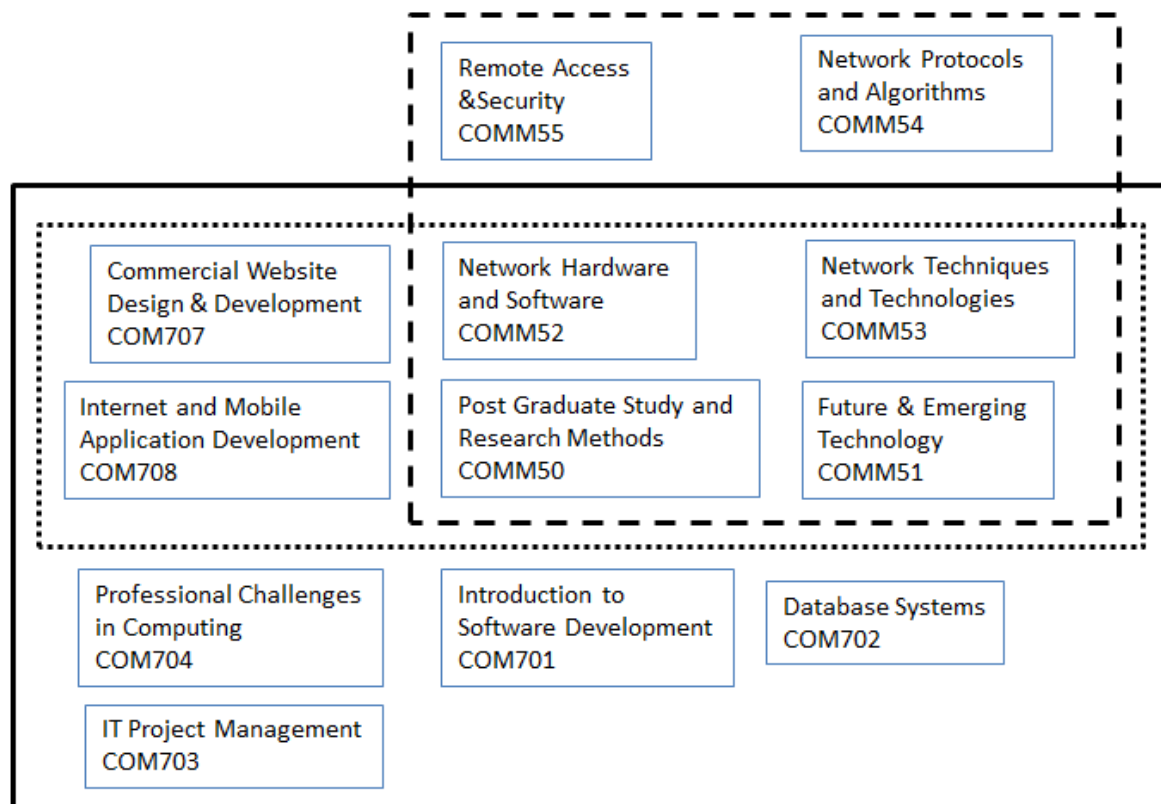 Remote Access
&Security
COMM55
Network Protocols
and Algorithms
COMM54
Commercial Website
Design & Development
COM707
Network Hardware
and Software
COMM52
Network Techniques
and Technologies
COMM53
Internet and Mobile
Application Development
COM708
Post Graduate Study and
Research Methods
COMM50
Future & Emerging
Technology
COMM51
Professional Challenges
in Computing
COM704
Introduction to
Software Development
COM701
Database Systems
COM702
IT Project Management
COM703